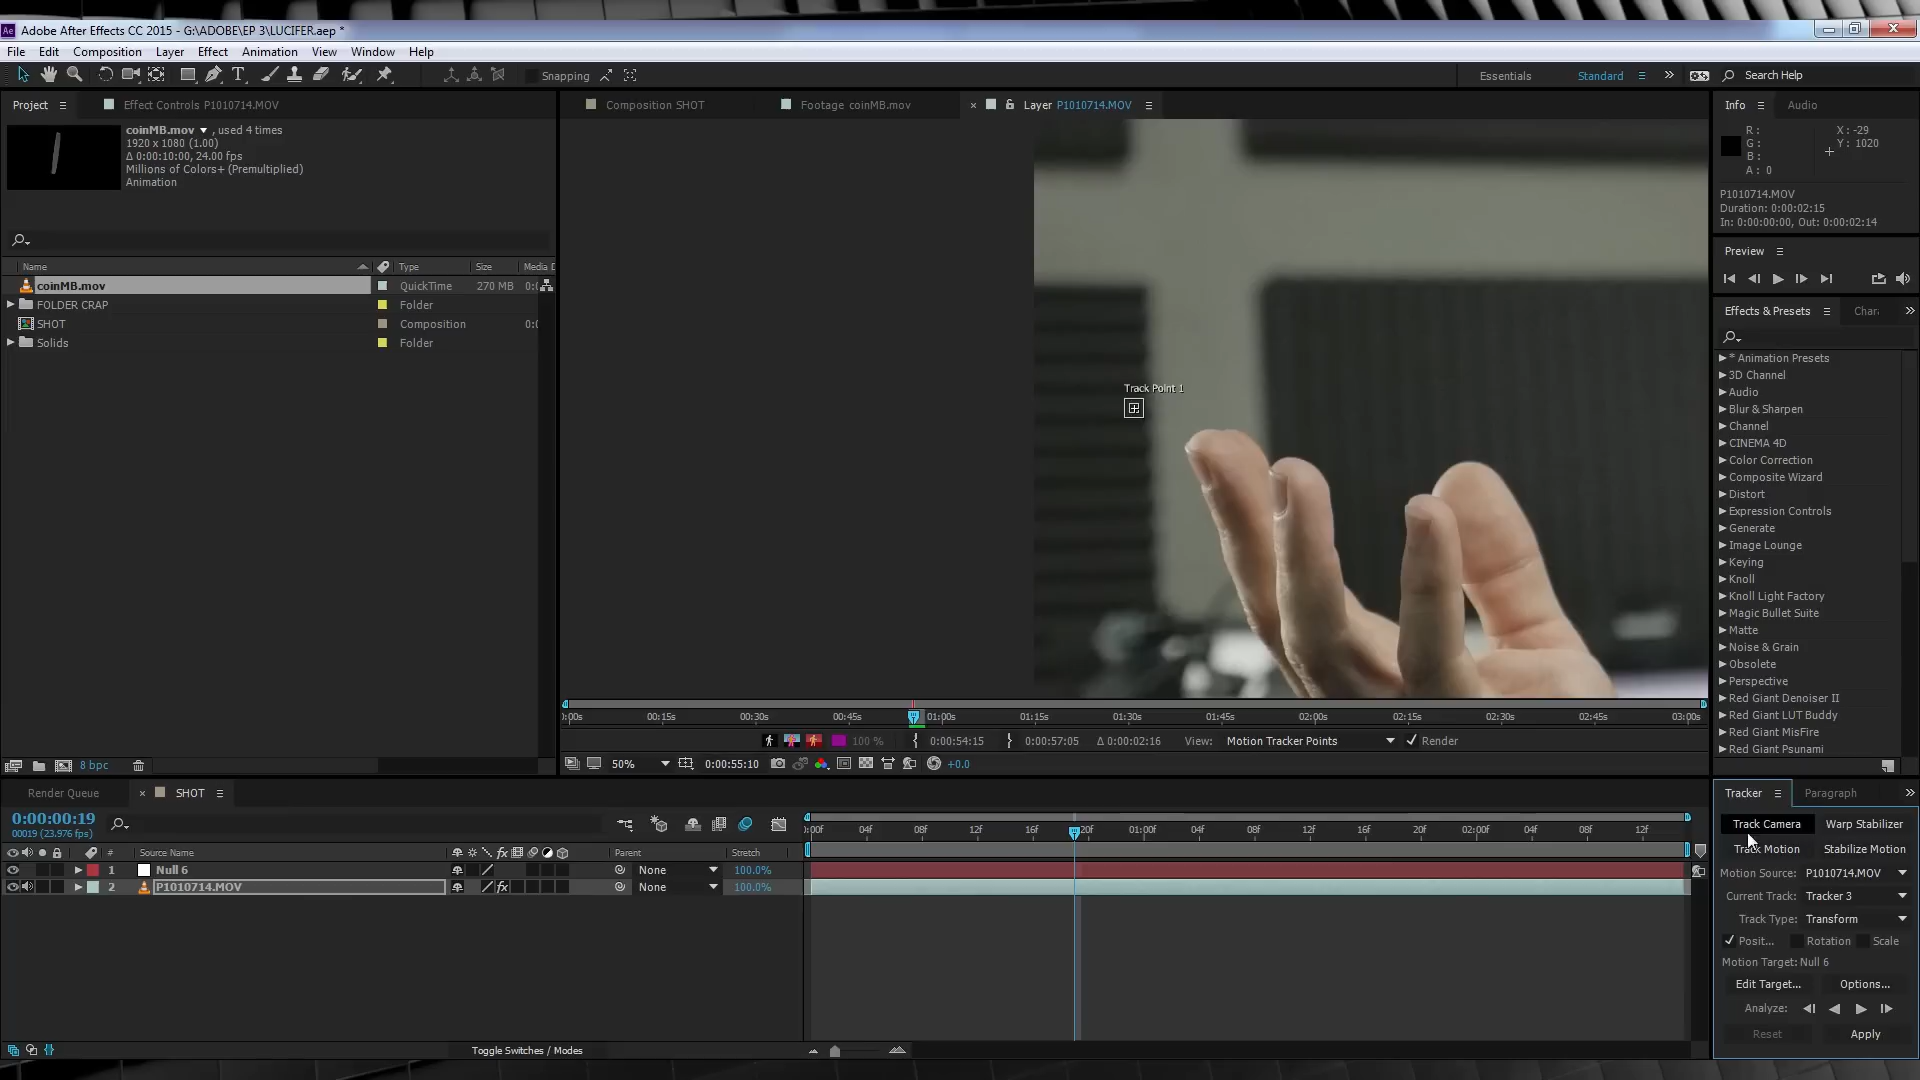 Adobe After Effects CC 2015 - G:\ADOBE\EP 3\LUCIFER.aep *
File Edit Composition Layer Effect Animation View Window Help
Snapping
Essentials Standard Search Help
Project Effect Controls P1010714.MOV
coinMB.mov , used 4 times
1920 x 1080 (1.00)
Δ 0:00:10:00, 24.00 fps
Millions of Colors+ (Premultiplied)
Animation
Name Type Size Media D
coinMB.mov QuickTime 270 MB 0:0
FOLDER CRAP Folder
SHOT Composition 0:0
Solids Folder
8 bpc
Composition SHOT Footage coinMB.mov Layer P1010714.MOV
Track Point 1
):00s 00:15s 00:30s 00:45s 01:00s 01:15s 01:30s 01:45s 02:00s 02:15s 02:30s 02:45s 03:00s
100 % 0:00:54:15 0:00:57:05 Δ 0:00:02:16 View: Motion Tracker Points Render
50% 0:00:55:10 +0.0
Info Audio
R:
G:
B:
A: 0
X: -29
Y: 1020
P1010714.MOV
Duration: 0:00:02:15
In: 0:00:00:00, Out: 0:00:02:14
Preview
Effects & Presets Chara
* Animation Presets
3D Channel
Audio
Blur & Sharpen
Channel
CINEMA 4D
Color Correction
Composite Wizard
Distort
Expression Controls
Generate
Image Lounge
Keying
Knoll
Knoll Light Factory
Magic Bullet Suite
Matte
Noise & Grain
Obsolete
Perspective
Red Giant Denoiser II
Red Giant LUT Buddy
Red Giant MisFire
Red Giant Psunami
Render Queue SHOT
0:00:00:19
00019 (23.976 fps)
):00f 04f 08f 12f 16f 20f 01:00f 04f 08f 12f 16f 20f 02:00f 04f 08f 12f
# Source Name Parent Stretch
1 Null 6 None 100.0%
2 P1010714.MOV None 100.0%
Toggle Switches / Modes
Tracker Paragraph
Track Camera Warp Stabilizer
Track Motion Stabilize Motion
Motion Source: P1010714.MOV
Current Track: Tracker 3
Track Type: Transform
Posit... Rotation Scale
Motion Target: Null 6
Edit Target... Options...
Analyze:
Reset Apply